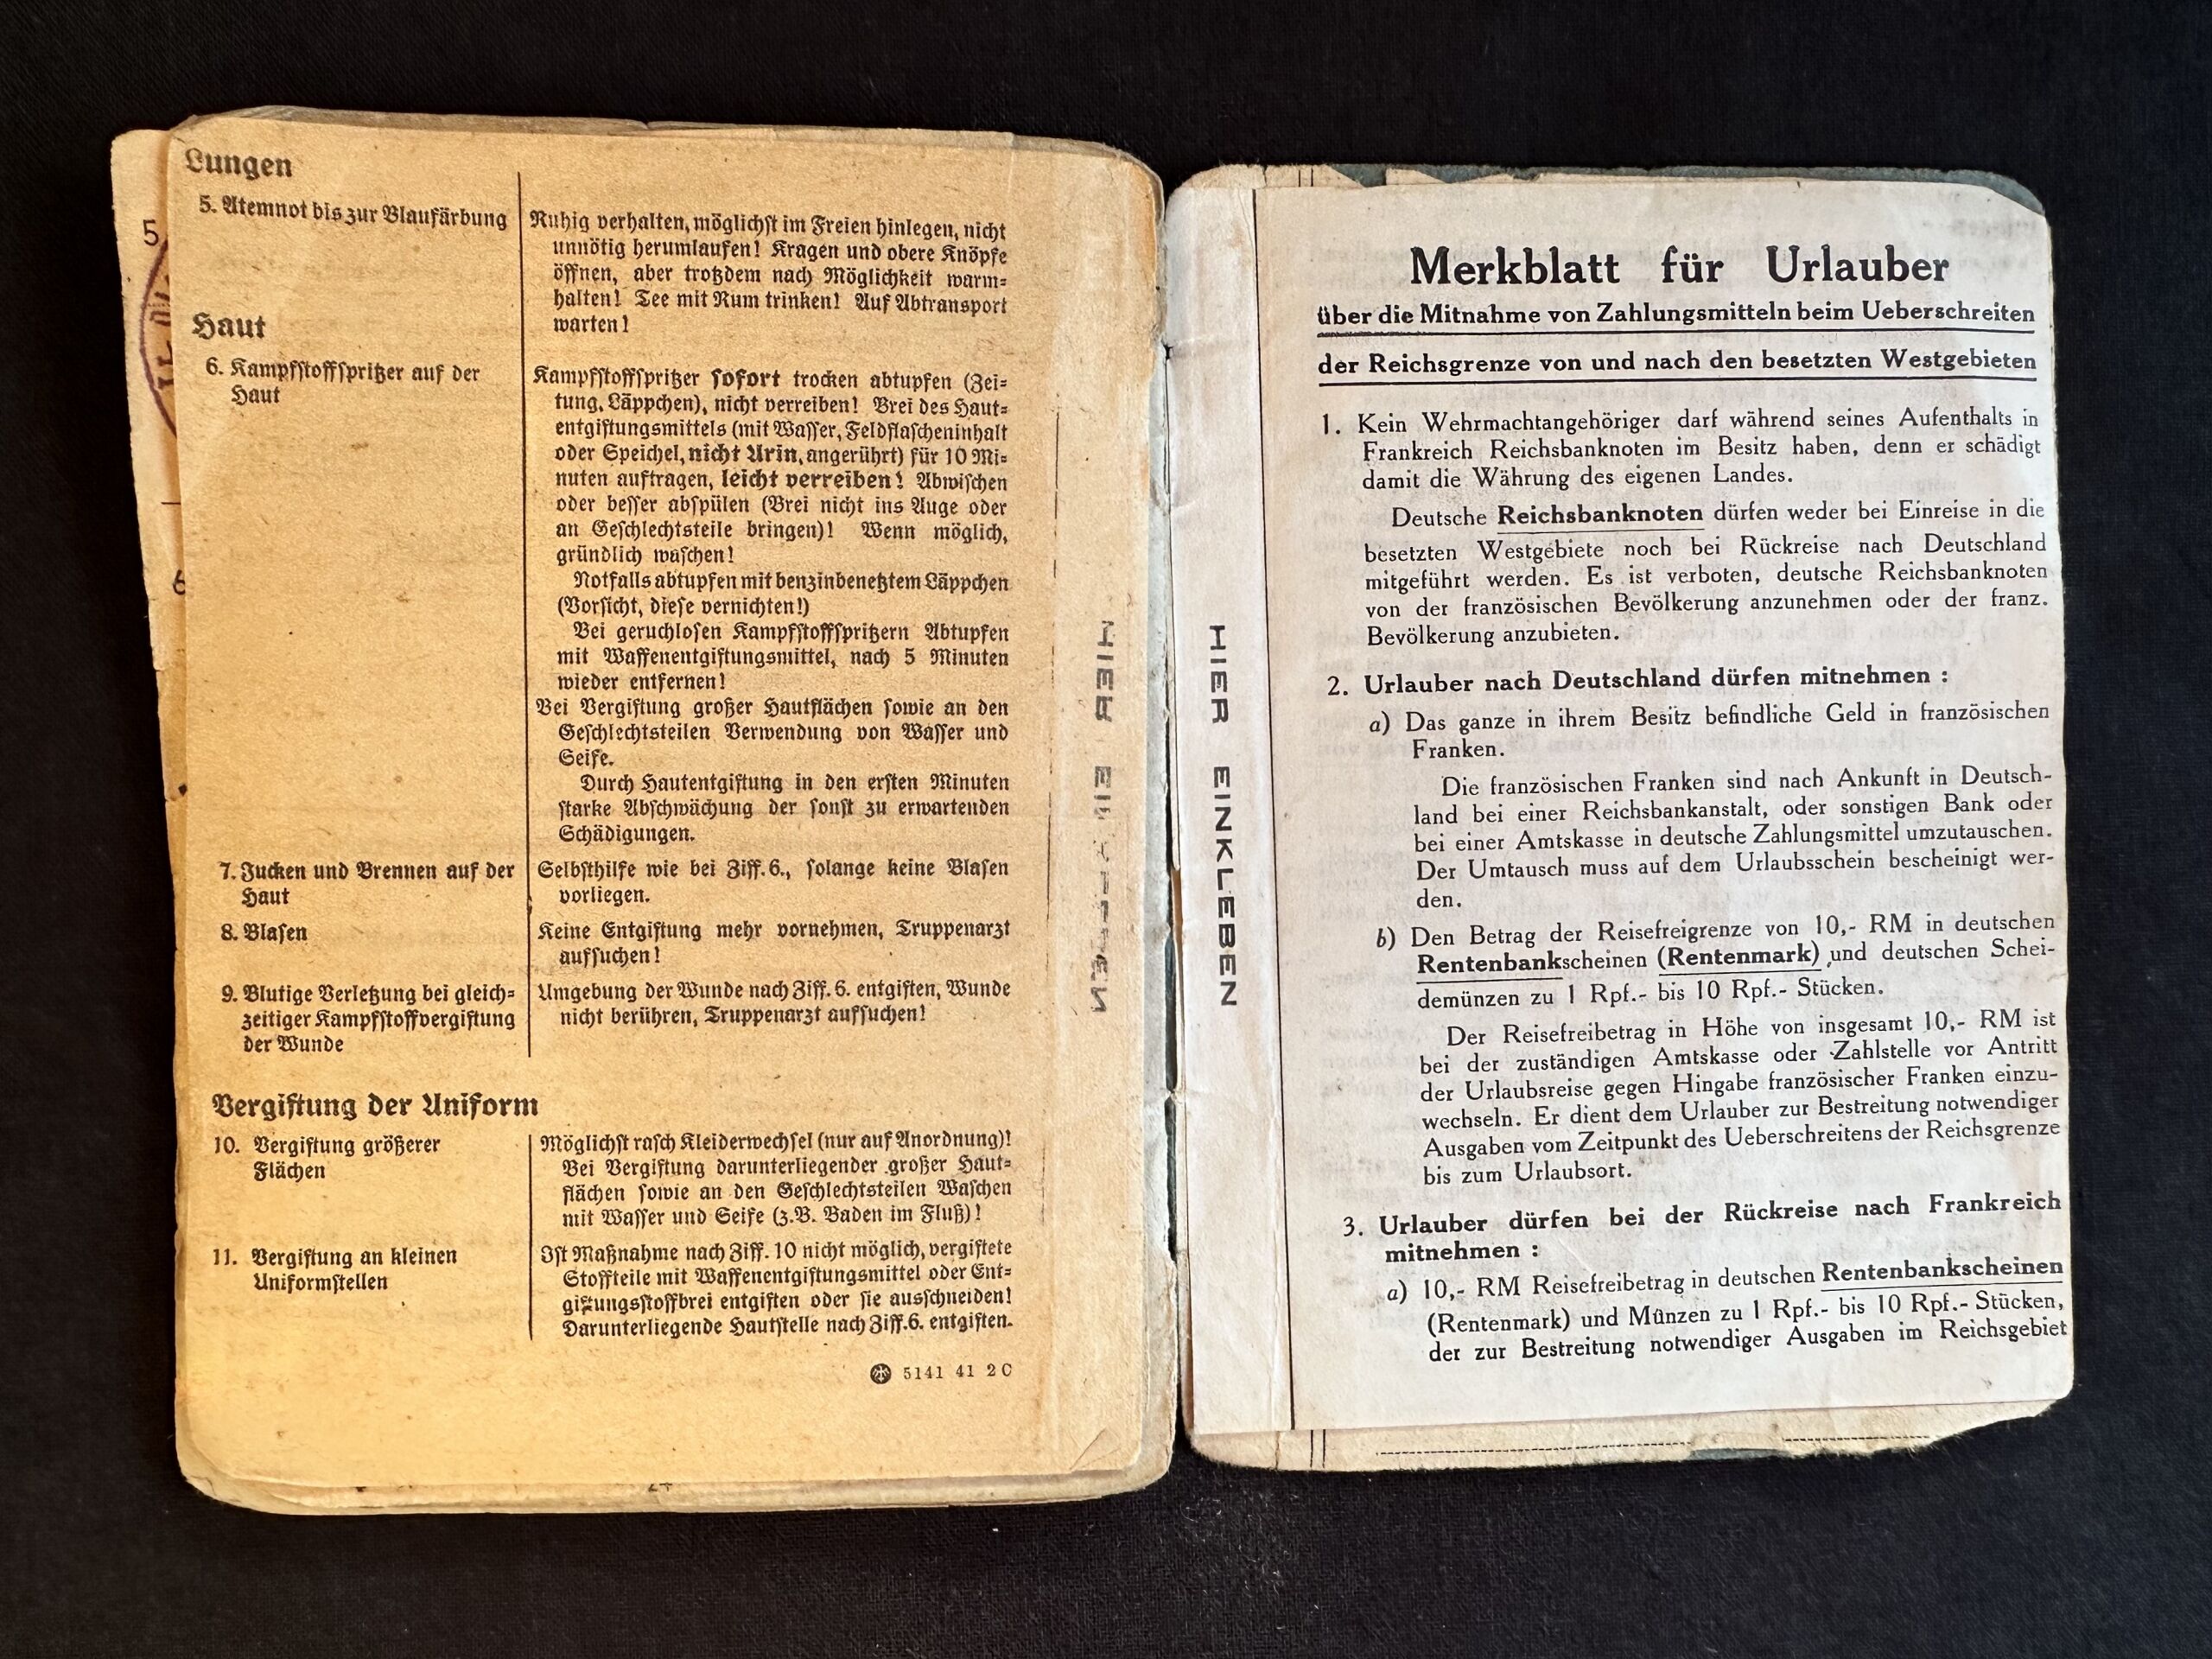 Lungen
5. Atemnot bis zur Blaufärbung
Ruhig verhalten, möglichst im Freien hinlegen, nicht
unnötig herumlaufen! Kragen und obere Knöpfe
öffnen, aber trotzdem nach Möglichkeit warm-
halten! Tee mit Rum trinken! Auf Abtransport
warten!
Haut
6. Kampfstoffspritzer auf der
Haut
Kampfstoffspritzer sofort trocken abtupfen (Zei-
tung, Läppchen), nicht verreiben! Brei des Haut-
entgiftungsmittels (mit Wasser, Feldflascheninhalt
oder Speichel, nicht Urin, angerührt) für 10 Mi-
nuten auftragen, leicht verreiben! Abwischen
oder besser abspülen (Brei nicht ins Auge oder
an Geschlechtsteile bringen)! Wenn möglich,
gründlich waschen!
Notfalls abtupfen mit benzinbenetztem Läppchen
(Vorsicht, diese vernichten!)
Bei geruchlosen Kampfstoffspritzern Abtupfen
mit Waffenentgiftungsmittel, nach 5 Minuten
wieder entfernen!
Bei Vergiftung großer Hautflächen sowie an den
Geschlechtsteilen Verwendung von Wasser und
Seife.
Durch Hautentgiftung in den ersten Minuten
starke Abschwächung der sonst zu erwartenden
Schädigungen.
7. Jucken und Brennen auf der
Haut
Selbsthilfe wie bei Ziff. 6., solange keine Blasen
vorliegen.
8. Blasen
Keine Entgiftung mehr vornehmen, Truppenarzt
aufsuchen!
9. Blutige Verletzung bei gleich-
zeitiger Kampfstoffvergiftung
der Wunde
Umgebung der Wunde nach Ziff. 6. entgiften, Wunde
nicht berühren, Truppenarzt aufsuchen!
Vergiftung der Uniform
10. Vergiftung größerer
Flächen
Möglichst rasch Kleiderwechsel (nur auf Anordnung)!
Bei Vergiftung darunterliegender großer Haut-
flächen sowie an den Geschlechtsteilen Waschen
mit Wasser und Seife (z.B. Baden im Fluß)!
11. Vergiftung an kleinen
Uniformstellen
Ist Maßnahme nach Ziff. 10 nicht möglich, vergiftete
Stoffteile mit Waffenentgiftungsmittel oder Ent-
giftungsstoffbrei entgiften oder sie ausschneiden!
Darunterliegende Hautstelle nach Ziff. 6. entgiften.
5141 41 2 C
5
6
HIER EINKLEBEN
HIER EINKLEBEN
Merkblatt für Urlauber
über die Mitnahme von Zahlungsmitteln beim Ueberschreiten
der Reichsgrenze von und nach den besetzten Westgebieten
1. Kein Wehrmachtangehöriger darf während seines Aufenthalts in
Frankreich Reichsbanknoten im Besitz haben, denn er schädigt
damit die Währung des eigenen Landes.
Deutsche Reichsbanknoten dürfen weder bei Einreise in die
besetzten Westgebiete noch bei Rückreise nach Deutschland
mitgeführt werden. Es ist verboten, deutsche Reichsbanknoten
von der französischen Bevölkerung anzunehmen oder der franz.
Bevölkerung anzubieten.
2. Urlauber nach Deutschland dürfen mitnehmen :
a) Das ganze in ihrem Besitz befindliche Geld in französischen
Franken.
Die französischen Franken sind nach Ankunft in Deutsch-
land bei einer Reichsbankanstalt, oder sonstigen Bank oder
bei einer Amtskasse in deutsche Zahlungsmittel umzutauschen.
Der Umtausch muss auf dem Urlaubsschein bescheinigt wer-
den.
b) Den Betrag der Reisefreigrenze von 10,- RM in deutschen
Rentenbankscheinen (Rentenmark) und deutschen Schei-
demünzen zu 1 Rpf.- bis 10 Rpf.- Stücken.
Der Reisefreibetrag in Höhe von insgesamt 10,- RM ist
bei der zuständigen Amtskasse oder Zahlstelle vor Antritt
der Urlaubsreise gegen Hingabe französischer Franken einzu-
wechseln. Er dient dem Urlauber zur Bestreitung notwendiger
Ausgaben vom Zeitpunkt des Ueberschreitens der Reichsgrenze
bis zum Urlaubsort.
3. Urlauber dürfen bei der Rückreise nach Frankreich
mitnehmen :
a) 10,- RM Reisefreibetrag in deutschen Rentenbankscheinen
(Rentenmark) und Münzen zu 1 Rpf.- bis 10 Rpf.- Stücken,
der zur Bestreitung notwendiger Ausgaben im Reichsgebiet